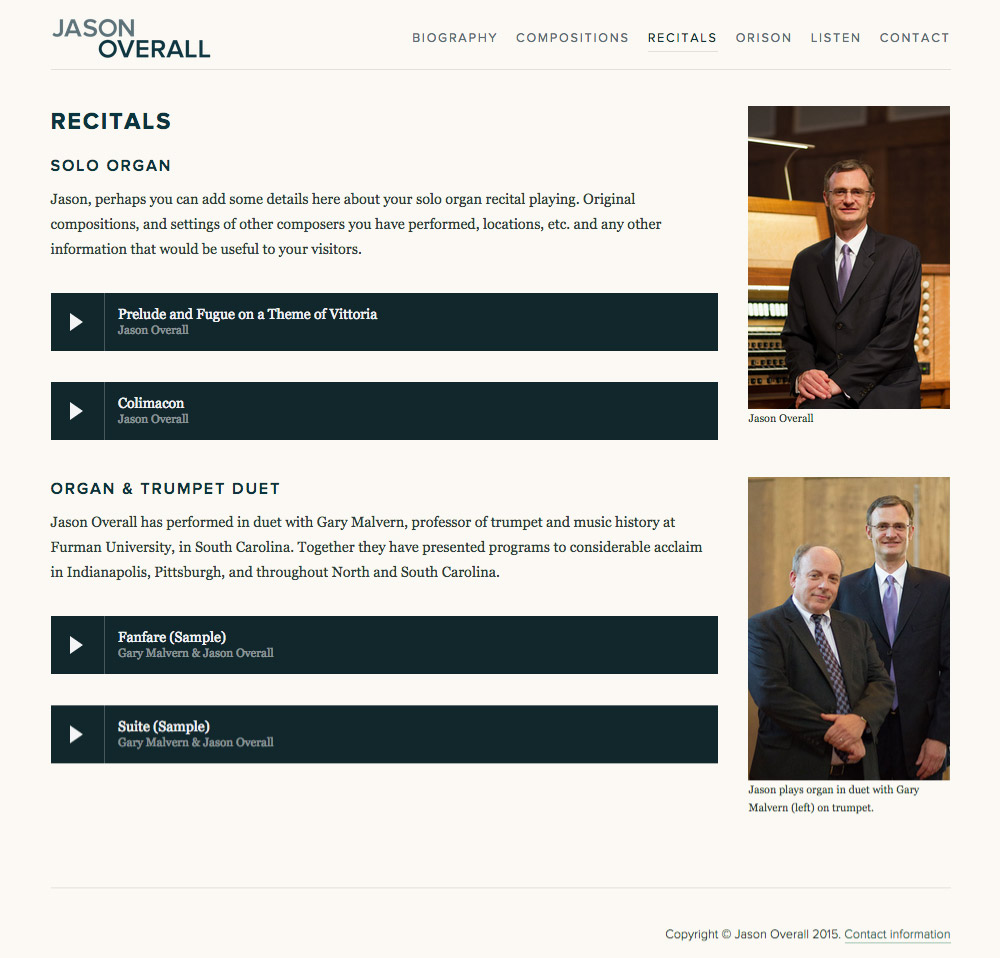 JASON
OVERALL
BIOGRAPHY COMPOSITIONS RECITALS ORISON LISTEN CONTACT
RECITALS
SOLO ORGAN
Jason, perhaps you can add some details here about your solo organ recital playing. Original
compositions, and settings of other composers you have performed, locations, etc. and any other
information that would be useful to your visitors.
Prelude and Fugue on a Theme of Vittoria
Jason Overall
Colimacon
Jason Overall
Jason Overall
ORGAN & TRUMPET DUET
Jason Overall has performed in duet with Gary Malvern, professor of trumpet and music history at
Furman University, in South Carolina. Together they have presented programs to considerable acclaim
in Indianapolis, Pittsburgh, and throughout North and South Carolina.
Fanfare (Sample)
Gary Malvern & Jason Overall
Suite (Sample)
Gary Malvern & Jason Overall
Jason plays organ in duet with Gary
Malvern (left) on trumpet.
Copyright © Jason Overall 2015. Contact information